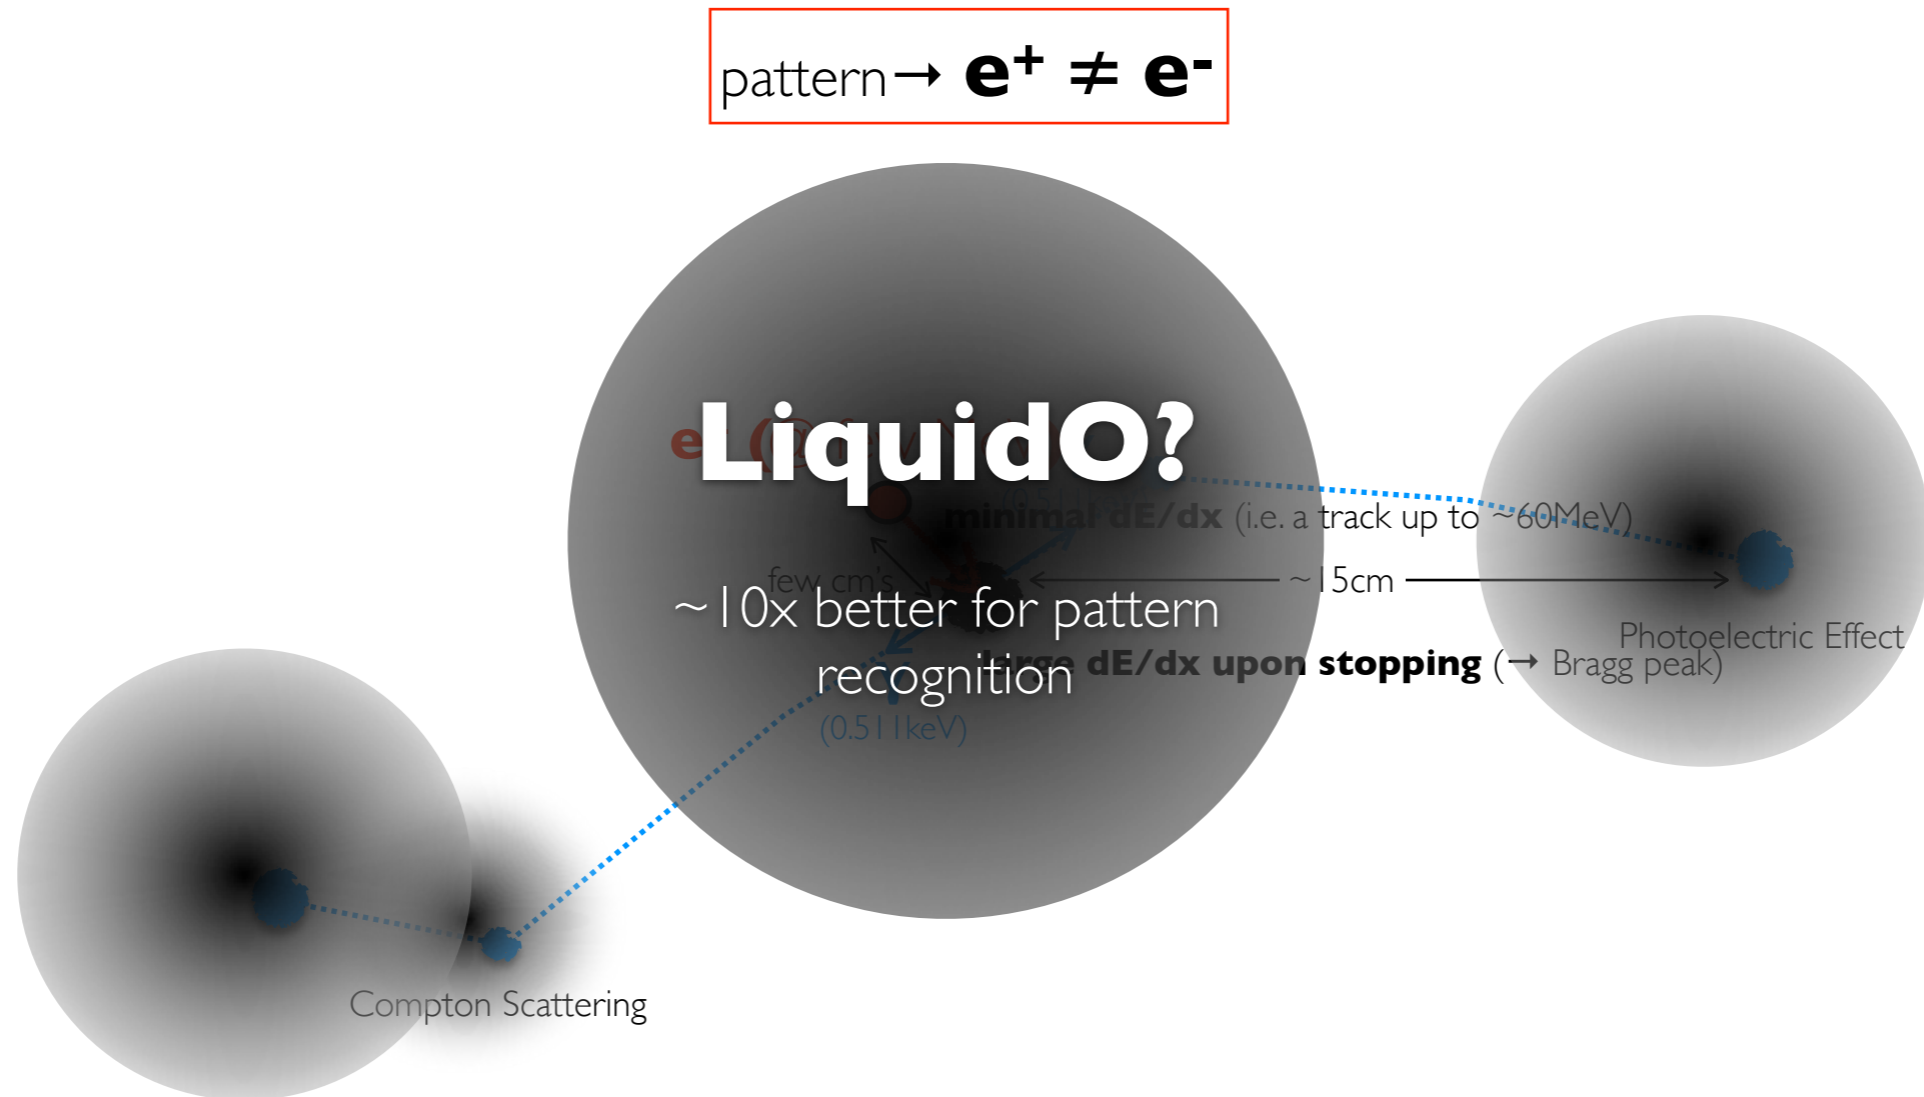 pattern→ e⁺ ≠ e⁻
LiquidO?
minimal dE/dx (i.e. a track up to ~60MeV)
few cm's
~15cm
~10x better for pattern
recognition
Photoelectric Effect
large dE/dx upon stopping (→ Bragg peak)
γ
(0.511keV)
Compton Scattering